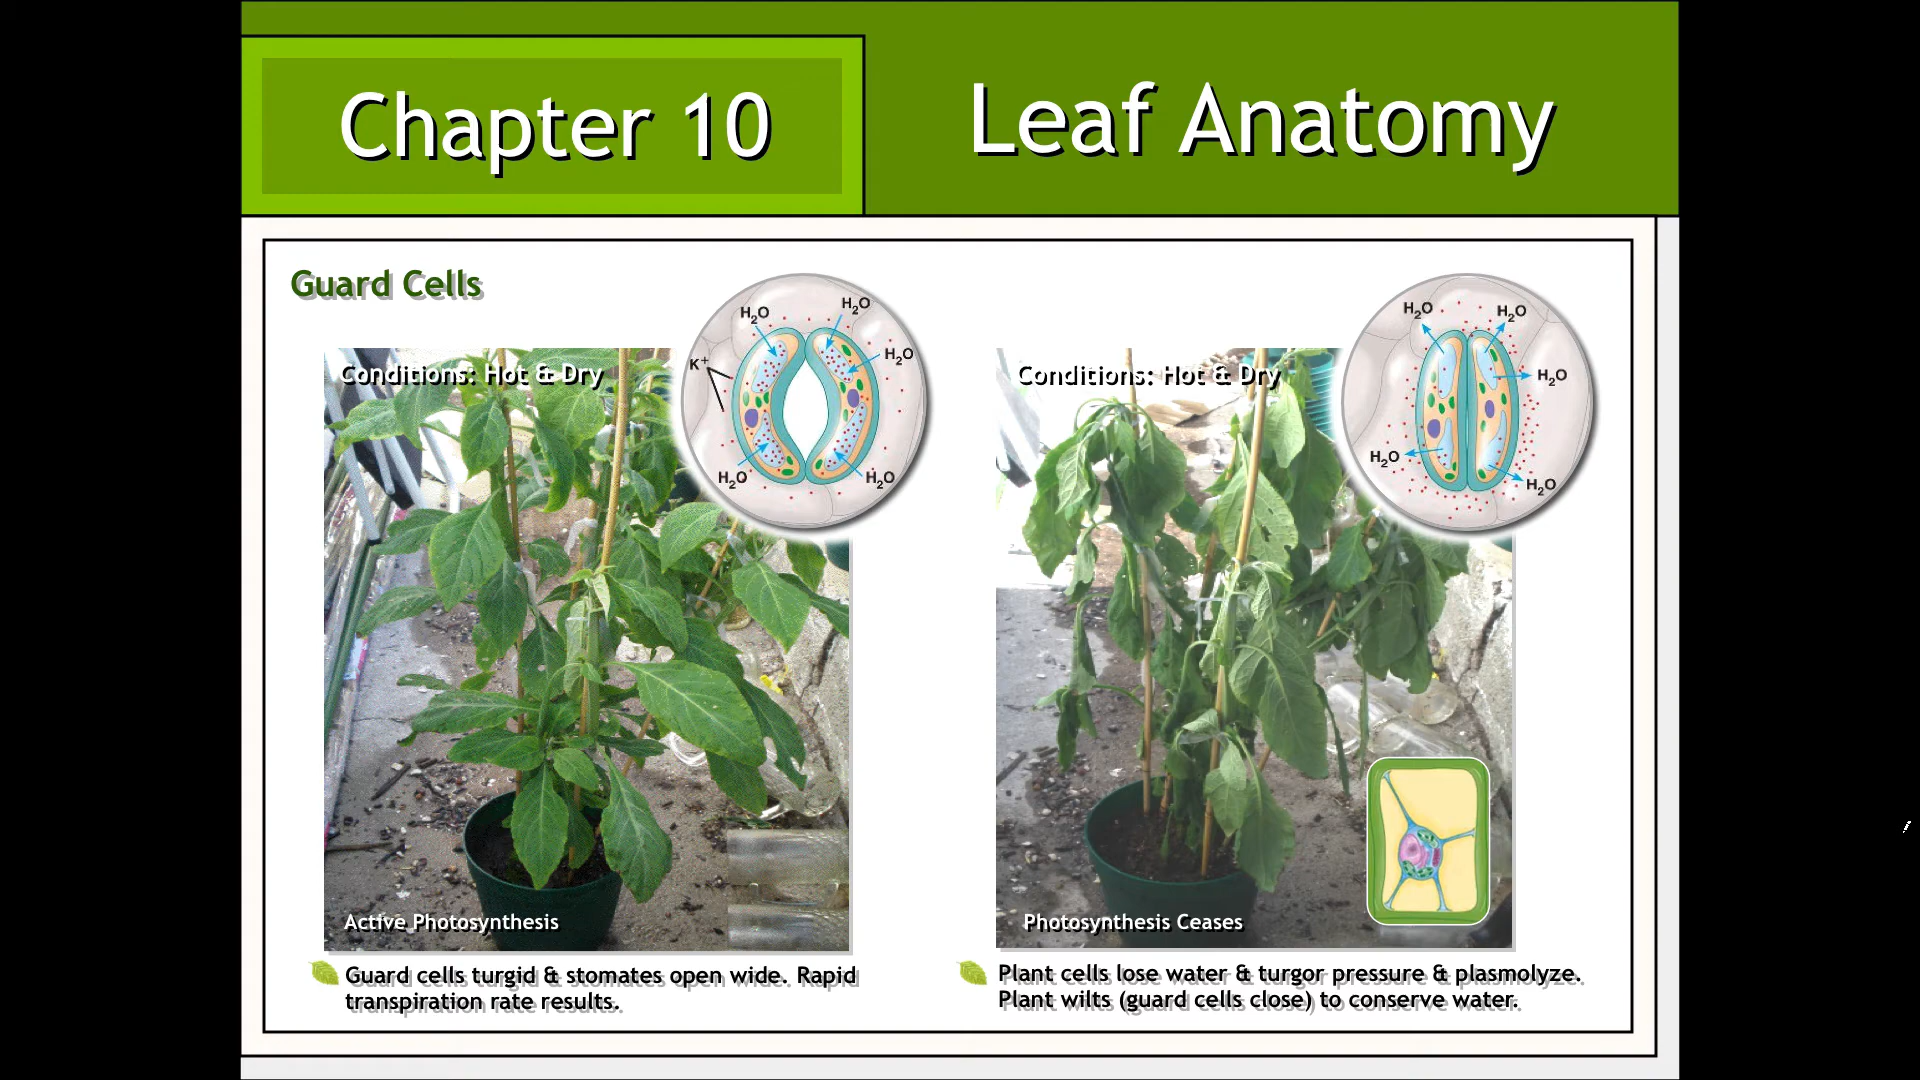 Chapter 10
Leaf Anatomy
Guard Cells
Conditions: Hot & Dry
H₂O
H₂O
H₂O
K⁺
H₂O
H₂O
Active Photosynthesis
Guard cells turgid & stomates open wide. Rapid
transpiration rate results.
Conditions: Hot & Dry
H₂O
H₂O
H₂O
H₂O
H₂O
Photosynthesis Ceases
Plant cells lose water & turgor pressure & plasmolyze.
Plant wilts (guard cells close) to conserve water.